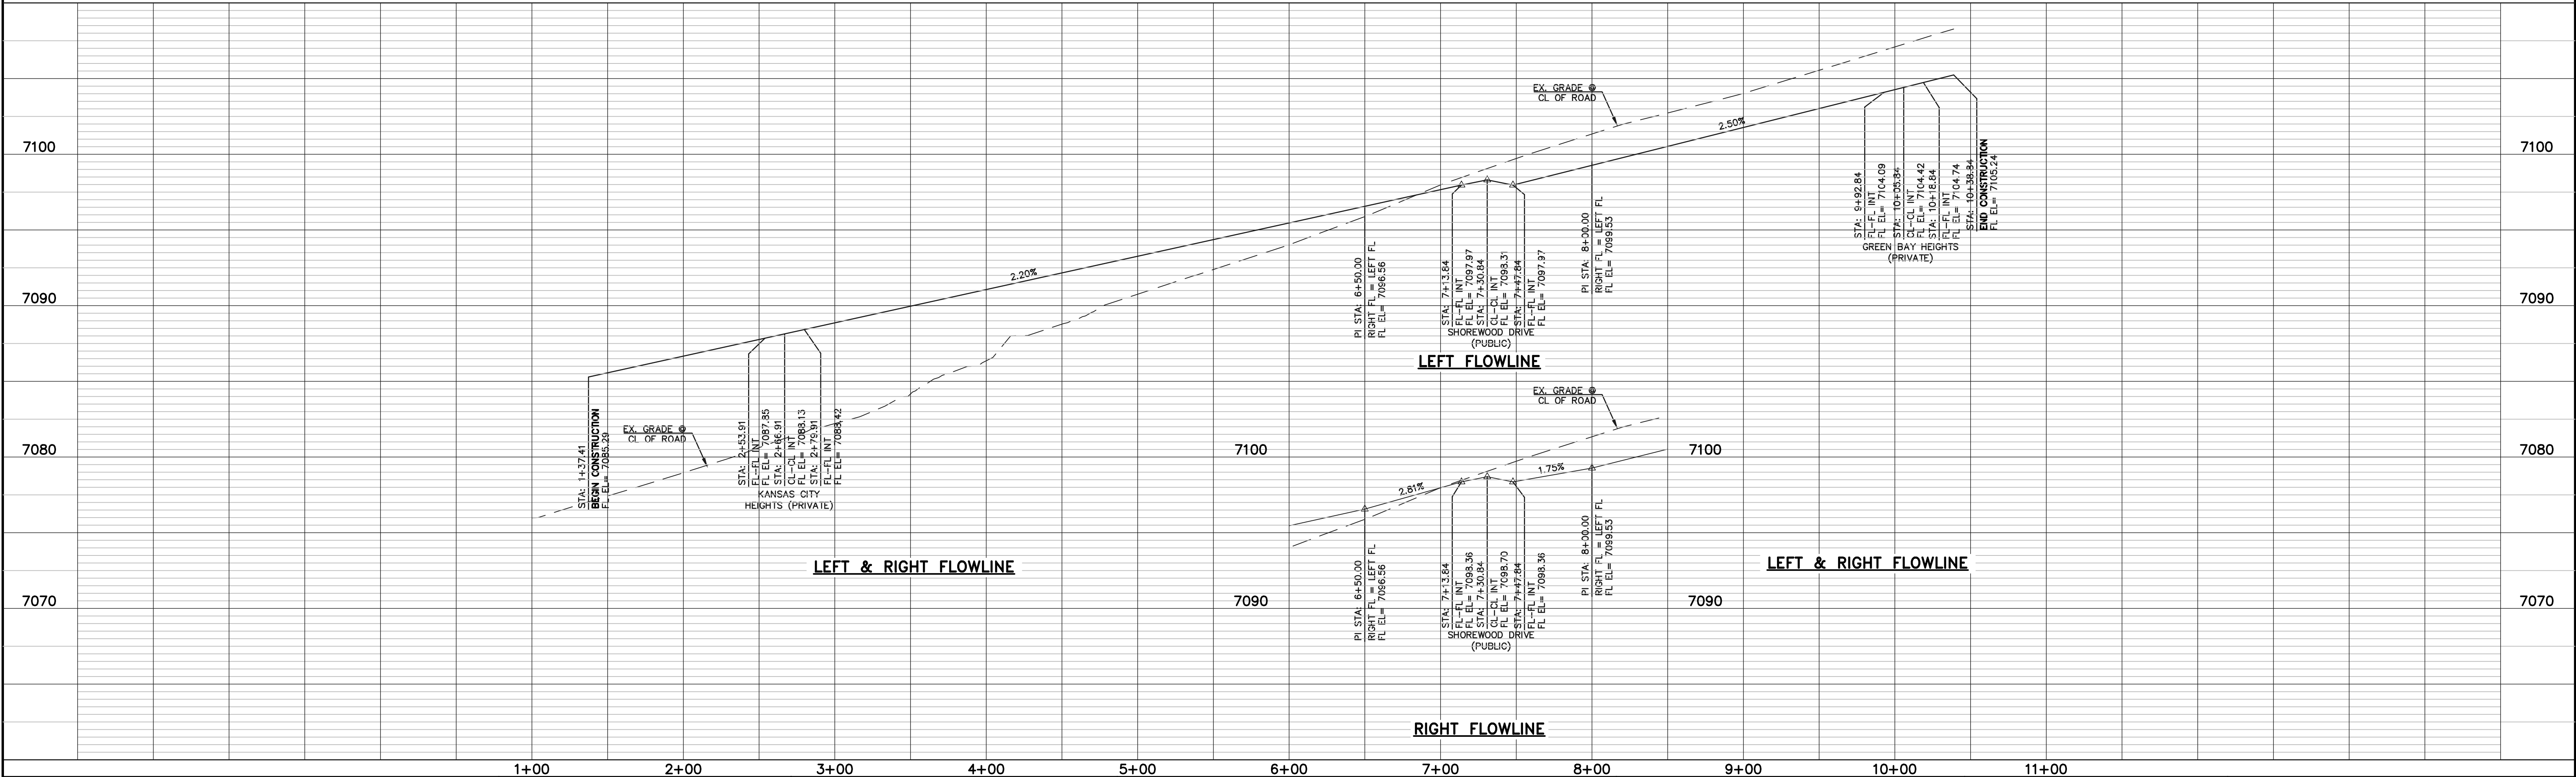 7100
7090
7080
7070
STA: 1+37.41
BEGIN CONSTRUCTION
FL EL= 7085.29
EX. GRADE @
CL OF ROAD
STA: 2+53.91
FL-FL INT
FL EL= 7087.85
STA: 2+66.91
CL-CL INT
FL EL= 7088.13
STA: 2+79.91
FL-FL INT
FL EL= 7088.42
KANSAS CITY
HEIGHTS (PRIVATE)
LEFT & RIGHT FLOWLINE
2.20%
PI STA: 6+50.00
RIGHT FL = LEFT FL
FL EL= 7096.56
STA: 7+13.84
FL-FL INT
FL EL= 7097.97
STA: 7+30.84
CL-CL INT
FL EL= 7098.31
STA: 7+47.84
FL-FL INT
FL EL= 7097.97
SHOREWOOD DRIVE
(PUBLIC)
LEFT FLOWLINE
EX. GRADE @
CL OF ROAD
PI STA: 8+00.00
RIGHT FL = LEFT FL
FL EL= 7099.53
2.50%
STA: 9+92.84
FL-FL INT
FL EL= 7104.09
STA: 10+05.84
CL-CL INT
FL EL= 7104.42
STA: 10+18.84
FL-FL INT
FL EL= 7104.74
STA: 10+38.84
END CONSTRUCTION
FL EL= 7105.24
GREEN BAY HEIGHTS
(PRIVATE)
EX. GRADE @
CL OF ROAD
7100
7090
2.81%
1.75%
7100
7090
PI STA: 6+50.00
RIGHT FL = LEFT FL
FL EL= 7096.56
STA: 7+13.84
FL-FL INT
FL EL= 7098.36
STA: 7+30.84
CL-CL INT
FL EL= 7098.70
STA: 7+47.84
FL-FL INT
FL EL= 7098.36
SHOREWOOD DRIVE
(PUBLIC)
PI STA: 8+00.00
RIGHT FL = LEFT FL
FL EL= 7099.53
RIGHT FLOWLINE
LEFT & RIGHT FLOWLINE
7100
7090
7080
7070
1+00
2+00
3+00
4+00
5+00
6+00
7+00
8+00
9+00
10+00
11+00